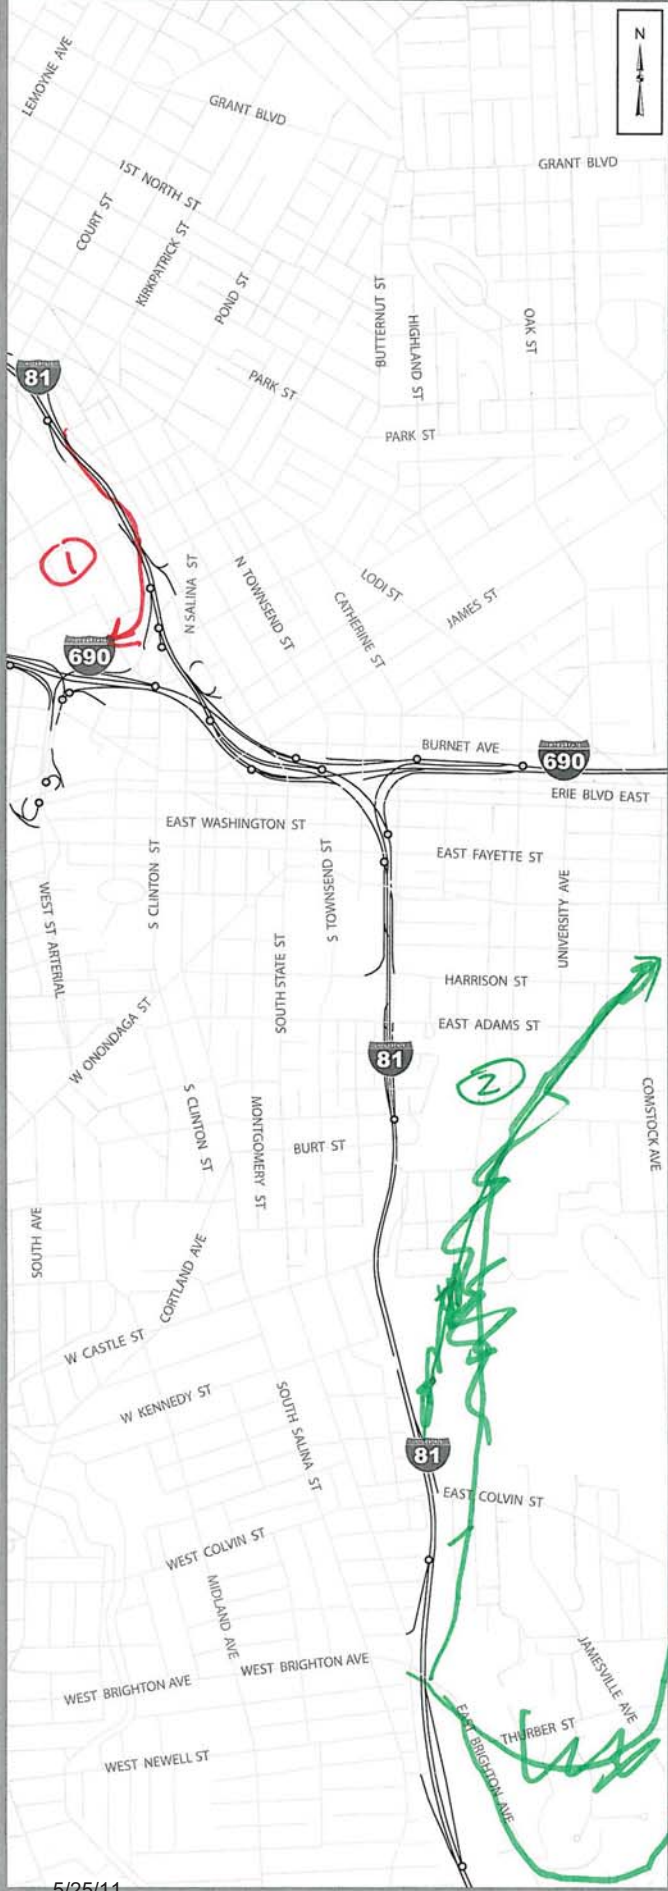 N
LEMOYNE AVE
GRANT BLVD
GRANT BLVD
1ST NORTH ST
COURT ST
KIRKPATRICK ST
POND ST
BUTTERNUT ST
HIGHLAND ST
OAK ST
81
PARK ST
PARK ST
1
N SALINA ST
N TOWNSEND ST
LODI ST
CATHERINE ST
JAMES ST
690
BURNET AVE
690
ERIE BLVD EAST
EAST WASHINGTON ST
EAST FAYETTE ST
S CLINTON ST
S TOWNSEND ST
UNIVERSITY AVE
WEST ST ARTERIAL
SOUTH STATE ST
HARRISON ST
EAST ADAMS ST
W ONONDAGA ST
81
2
COMSTOCK AVE
S CLINTON ST
MONTGOMERY ST
BURT ST
SOUTH AVE
CORTLAND AVE
W CASTLE ST
W KENNEDY ST
SOUTH SALINA ST
81
EAST COLVIN ST
WEST COLVIN ST
MIDLAND AVE
JAMESVILLE AVE
WEST BRIGHTON AVE
WEST BRIGHTON AVE
THURBER ST
EAST BRIGHTON AVE
WEST NEWELL ST
5/25/11